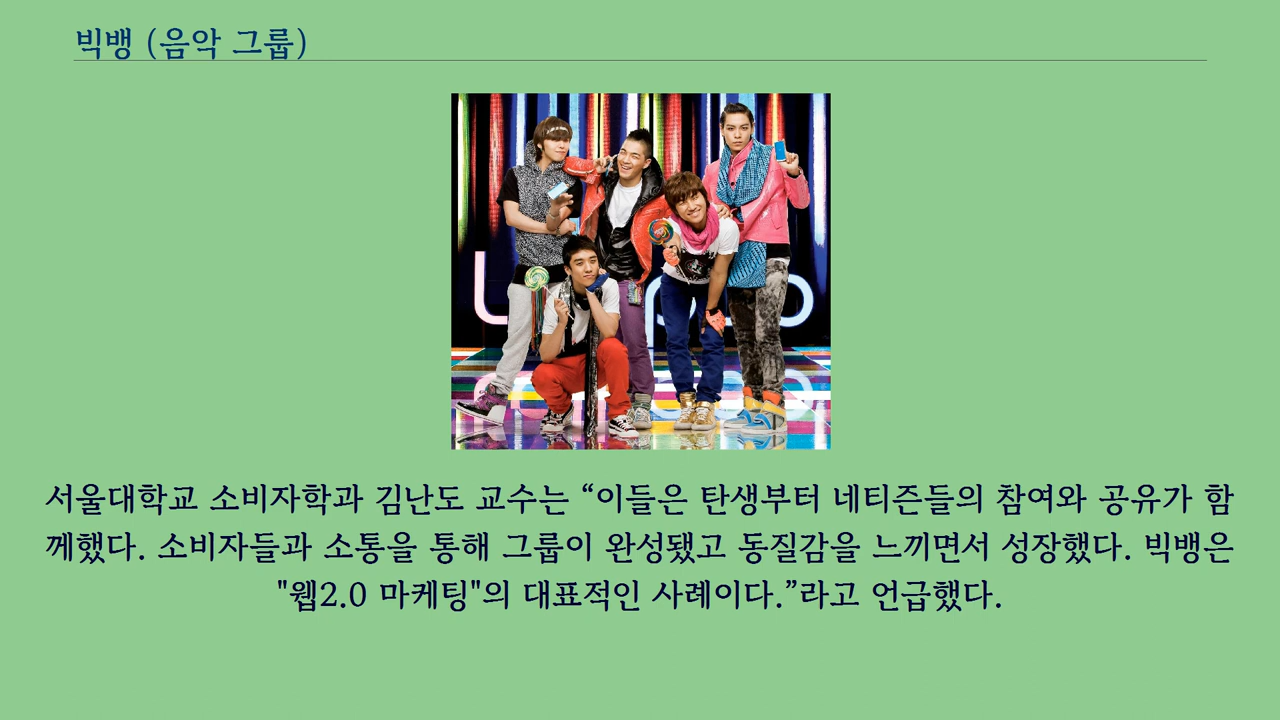 빅뱅 (음악 그룹)
서울대학교 소비자학과 김난도 교수는 “이들은 탄생부터 네티즌들의 참여와 공유가 함
께했다. 소비자들과 소통을 통해 그룹이 완성됐고 동질감을 느끼면서 성장했다. 빅뱅은
"웹2.0 마케팅"의 대표적인 사례이다.”라고 언급했다.